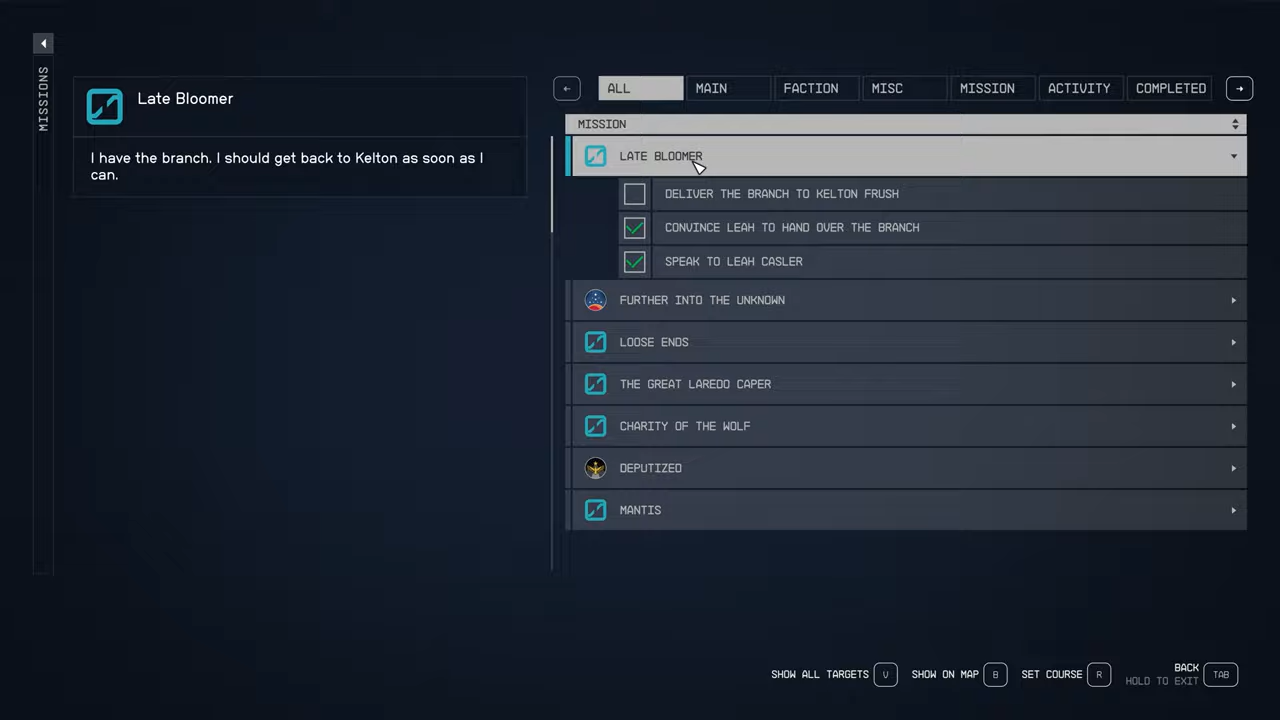 MISSIONS
Late Bloomer
I have the branch. I should get back to Kelton as soon as I
can.
ALL
MAIN
FACTION
MISC
MISSION
ACTIVITY
COMPLETED
MISSION
LATE BLOOMER
DELIVER THE BRANCH TO KELTON FRUSH
CONVINCE LEAH TO HAND OVER THE BRANCH
SPEAK TO LEAH CASLER
FURTHER INTO THE UNKNOWN
LOOSE ENDS
THE GREAT LAREDO CAPER
CHARITY OF THE WOLF
DEPUTIZED
MANTIS
SHOW ALL TARGETS V
SHOW ON MAP B
SET COURSE R
BACK
HOLD TO EXIT
TAB